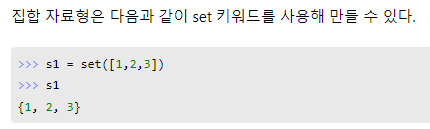 집합 자료형은 다음과 같이 set 키워드를 사용해 만들 수 있다.
>>> s1 = set([1,2,3])
>>> s1
{1, 2, 3}